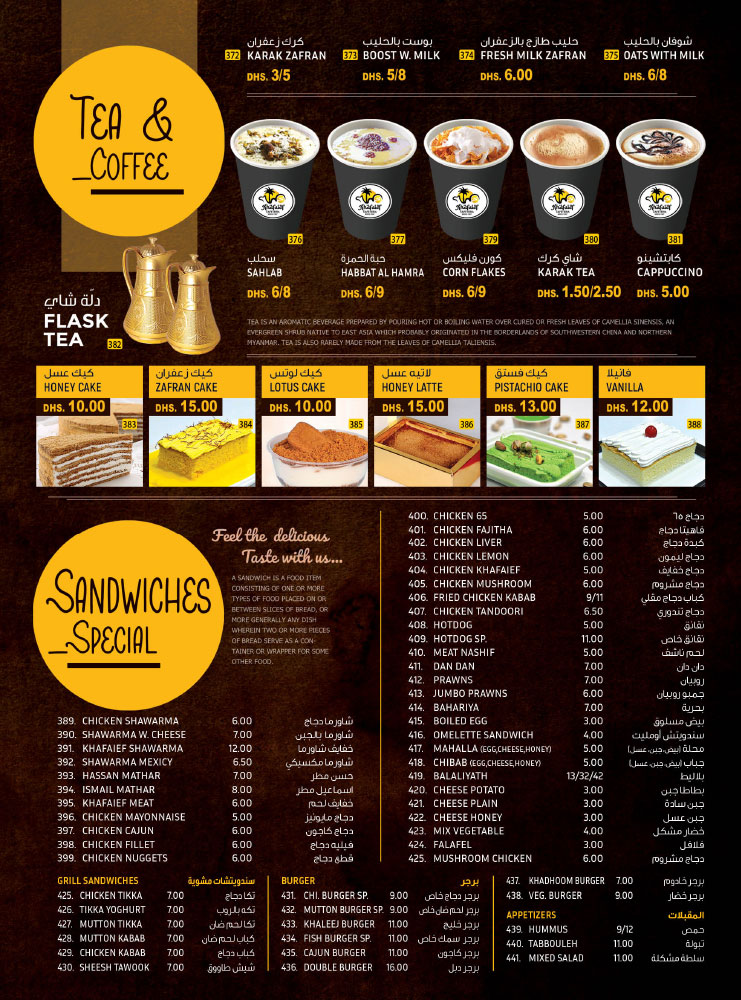 TEA &
COFFEE
كرك زعفران
372 KARAK ZAFRAN
DHS. 3/5
بوست بالحليب
373 BOOST W. MILK
DHS. 5/8
حليب طازج بالزعفران
374 FRESH MILK ZAFRAN
DHS. 6.00
شوفان بالحليب
375 OATS WITH MILK
DHS. 6/8
376
سحلب
SAHLAB
DHS. 6/8
377
حبة الحمرة
HABBAT AL HAMRA
DHS. 6/9
379
كورن فليكس
CORN FLAKES
DHS. 6/9
380
شاي كرك
KARAK TEA
DHS. 1.50/2.50
381
كابتشينو
CAPPUCCINO
DHS. 5.00
دلّة شاي
FLASK
TEA
382
TEA IS AN AROMATIC BEVERAGE PREPARED BY POURING HOT OR BOILING WATER OVER CURED OR FRESH LEAVES OF CAMELLIA SINENSIS, AN
EVERGREEN SHRUB NATIVE TO EAST ASIA WHICH PROBABLY ORIGINATED IN THE BORDERLANDS OF SOUTHWESTERN CHINA AND NORTHERN
MYANMAR. TEA IS ALSO RARELY MADE FROM THE LEAVES OF CAMELLIA TALIENSIS.
كيك عسل
HONEY CAKE
DHS. 10.00
383
كيك زعفران
ZAFRAN CAKE
DHS. 15.00
384
كيك لوتس
LOTUS CAKE
DHS. 10.00
385
لاتيه عسل
HONEY LATTE
DHS. 15.00
386
كيك فستق
PISTACHIO CAKE
DHS. 13.00
387
فانيلا
VANILLA
DHS. 12.00
388
SANDWICHES
SPECIAL
Feel the delicious
Taste with us...
A SANDWICH IS A FOOD ITEM
CONSISTING OF ONE OR MORE
TYPES OF FOOD PLACED ON OR
BETWEEN SLICES OF BREAD, OR
MORE GENERALLY ANY DISH
WHEREIN TWO OR MORE PIECES
OF BREAD SERVE AS A CON-
TAINER OR WRAPPER FOR SOME
OTHER FOOD.
389. CHICKEN SHAWARMA 6.00 شاورما دجاج
390. SHAWARMA W. CHEESE 7.00 شاورما بالجبن
391. KHAFAIEF SHAWARMA 12.00 خفايف شاورما
392. SHAWARMA MEXICY 6.50 شاورما مكسيكي
393. HASSAN MATHAR 7.00 حسن مطر
394. ISMAIL MATHAR 8.00 اسماعيل مطر
395. KHAFAIEF MEAT 6.00 خفايف لحم
396. CHICKEN MAYONNAISE 5.00 دجاج مايونيز
397. CHICKEN CAJUN 6.00 دجاج كاجون
398. CHICKEN FILLET 6.00 فيليه دجاج
399. CHICKEN NUGGETS 6.00 قطع دجاج
400. CHICKEN 65 5.00 دجاج ٦٥
401. CHICKEN FAJITHA 6.00 فاهيتا دجاج
402. CHICKEN LIVER 6.00 كبدة دجاج
403. CHICKEN LEMON 6.00 دجاج ليمون
404. CHICKEN KHAFAIEF 5.00 دجاج خفايف
405. CHICKEN MUSHROOM 6.00 دجاج مشروم
406. FRIED CHICKEN KABAB 9/11 كباب دجاج مقلي
407. CHICKEN TANDOORI 6.50 دجاج تندوري
408. HOTDOG 5.00 نقانق
409. HOTDOG SP. 11.00 نقانق خاص
410. MEAT NASHIF 5.00 لحم ناشف
411. DAN DAN 7.00 دان دان
412. PRAWNS 7.00 روبيان
413. JUMBO PRAWNS 6.00 جمبو روبيان
414. BAHARIYA 7.00 بحرية
415. BOILED EGG 3.00 بيض مسلوق
416. OMELETTE SANDWICH 4.00 سندويتش أومليت
417. MAHALLA (EGG,CHEESE,HONEY) 5.00 محلة (بيض، جبن، عسل)
418. CHIBAB (EGG,CHEESE,HONEY) 5.00 جباب (بيض، جبن، عسل)
419. BALALIYATH 13/32/42 بلاليط
420. CHEESE POTATO 3.00 بطاطا جبن
421. CHEESE PLAIN 3.00 جبن سادة
422. CHEESE HONEY 3.00 جبن عسل
423. MIX VEGETABLE 4.00 خضار مشكل
424. FALAFEL 3.00 فلافل
425. MUSHROOM CHICKEN 6.00 دجاج مشروم
GRILL SANDWICHES سندويتشات مشوية
425. CHICKEN TIKKA 7.00 تكا دجاج
426. TIKKA YOGHURT 7.00 تكه بالروب
427. MUTTON TIKKA 7.00 تكا لحم ضان
428. MUTTON KABAB 7.00 كباب لحم ضان
429. CHICKEN KABAB 7.00 كباب دجاج
430. SHEESH TAWOOK 7.00 شيش طاووق
BURGER برجر
431. CHI. BURGER SP. 9.00 برجر دجاج خاص
432. MUTTON BURGER SP. 9.00 برجر لحم ضان خاص
433. KHALEEJ BURGER 11.00 برجر خليج
434. FISH BURGER SP. 11.00 برجر سمك خاص
435. CAJUN BURGER 11.00 برجر كاجون
436. DOUBLE BURGER 16.00 برجر دبل
437. KHADHOOM BURGER 7.00 برجر خادوم
438. VEG. BURGER 9.00 برجر خضار
APPETIZERS المقبلات
439. HUMMUS 9/12 حمص
440. TABBOULEH 11.00 تبولة
441. MIXED SALAD 11.00 سلطة مشكلة